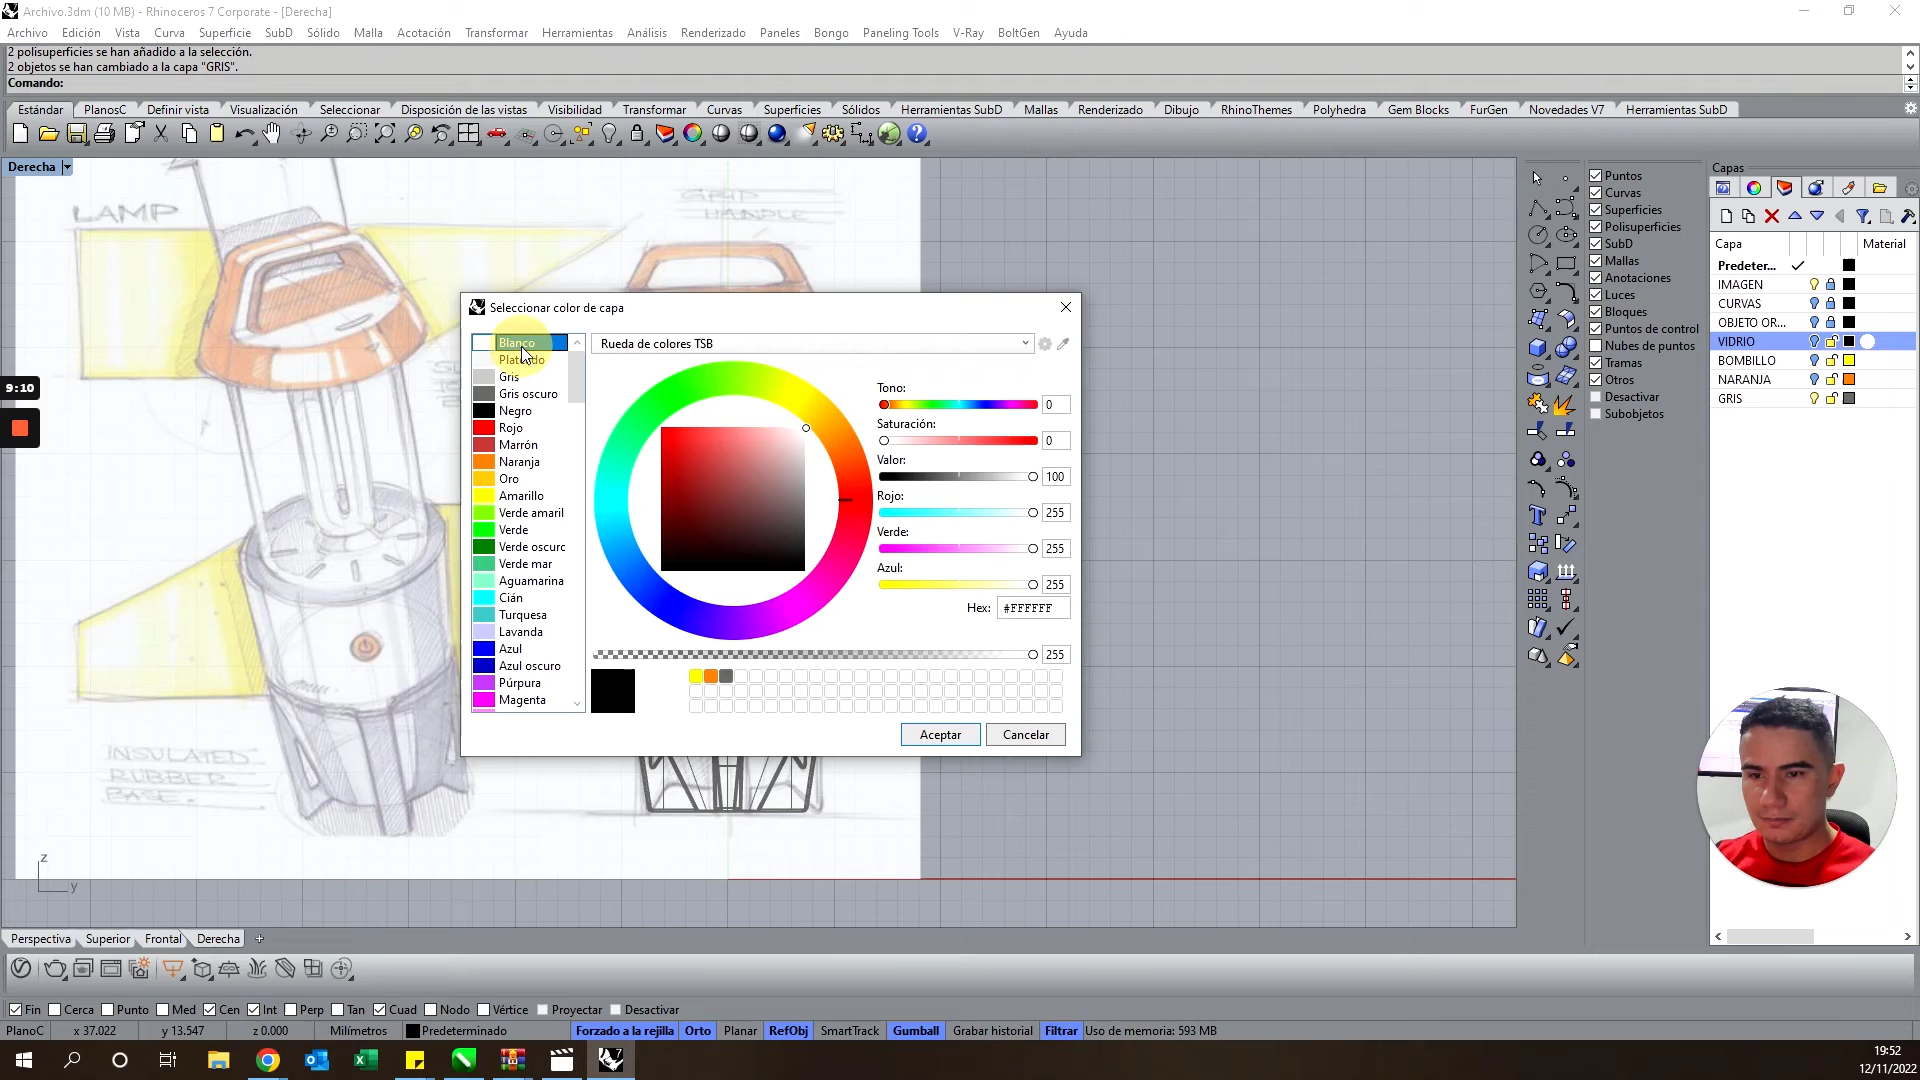 Archivo.3dm (10 MB) - Rhinoceros 7 Corporate - [Derecha]
Archivo Edición Vista Curva Superficie SubD Sólido Malla Acotación Transformar Herramientas Análisis Renderizado Paneles Bongo Paneling Tools V-Ray BoltGen Ayuda
2 polisuperficies se han añadido a la selección.
2 objetos se han cambiado a la capa "GRIS".
Comando:
Estándar PlanosC Definir vista Visualización Seleccionar Disposición de las vistas Visibilidad Transformar Curvas Superficies Sólidos Herramientas SubD Mallas Renderizado Dibujo RhinoThemes Polyhedra Gem Blocks FurGen Novedades V7 Herramientas SubD
Derecha
LAMP
GRIP
HANDLE
INSULATED
RUBBER
BASE.
z
y
9:10
Seleccionar color de capa
Blanco
Plateado
Gris
Gris oscuro
Negro
Rojo
Marrón
Naranja
Oro
Amarillo
Verde amaril
Verde
Verde oscurc
Verde mar
Aguamarina
Cián
Turquesa
Lavanda
Azul
Azul oscuro
Púrpura
Magenta
Rueda de colores TSB
Tono:
0
Saturación:
0
Valor:
100
Rojo:
255
Verde:
255
Azul:
255
Hex: #FFFFFF
255
Aceptar Cancelar
Puntos
Curvas
Superficies
Polisuperficies
SubD
Mallas
Anotaciones
Luces
Bloques
Puntos de control
Nubes de puntos
Tramas
Otros
Desactivar
Subobjetos
Capas
Capa Material
Predeter...
IMAGEN
CURVAS
OBJETO OR...
VIDRIO
BOMBILLO
NARANJA
GRIS
Perspectiva Superior Frontal Derecha
Fin Cerca Punto Med Cen Int Perp Tan Cuad Nodo Vértice Proyectar Desactivar
PlanoC x 37.022 y 13.547 z 0.000 Milímetros Predeterminado Forzado a la rejilla Orto Planar RefObj SmartTrack Gumball Grabar historial Filtrar Uso de memoria: 593 MB
19:52
12/11/2022